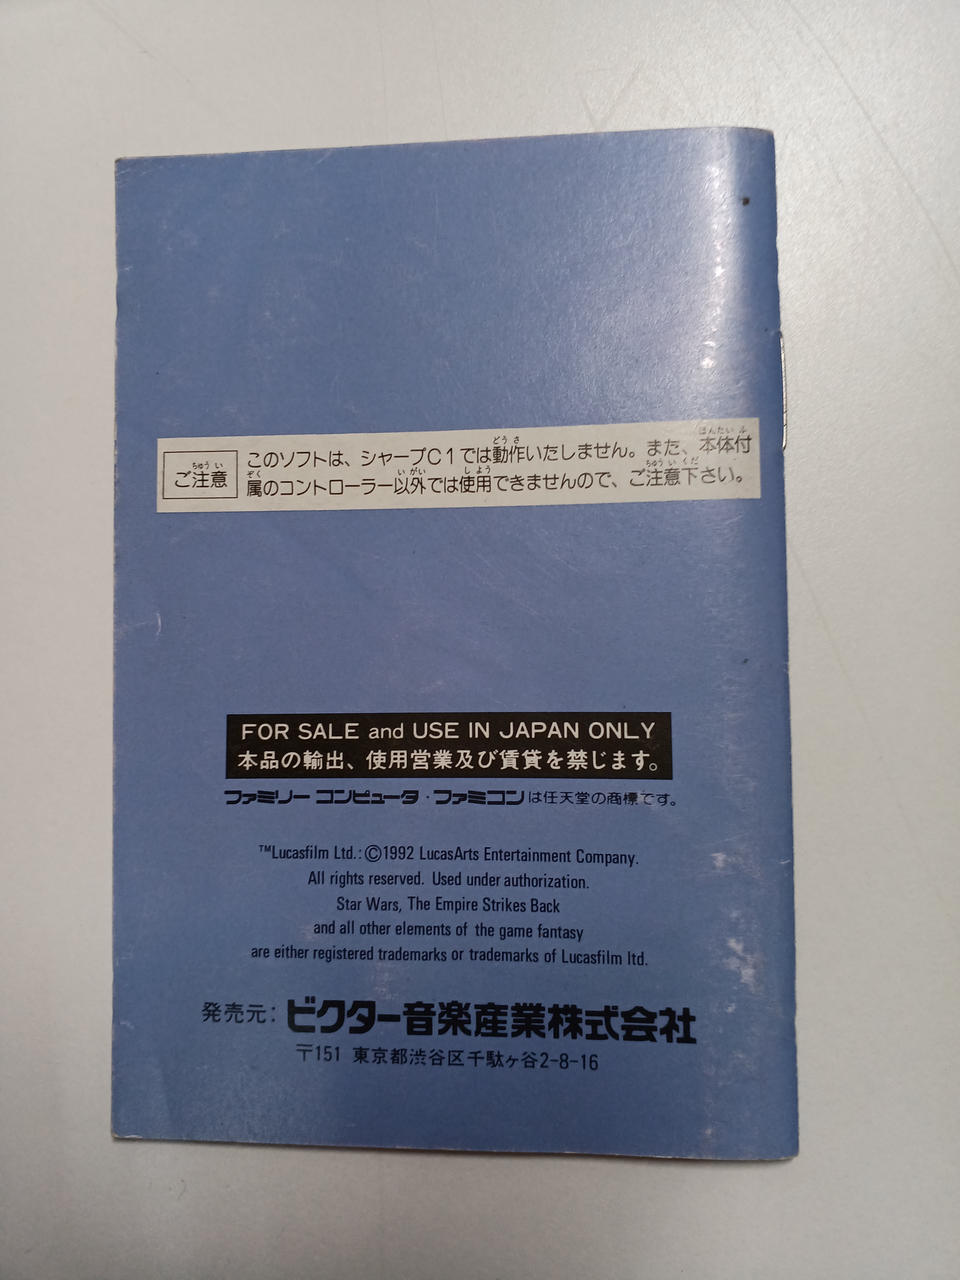 ご注意
このソフトは、シャープC1では動作いたしません。また、本体付
属のコントローラー以外では使用できませんので、ご注意下さい。
FOR SALE and USE IN JAPAN ONLY
本品の輸出、使用営業及び賃貸を禁じます。
ファミリーコンピュータ・ファミコンは任天堂の商標です。
™Lucasfilm Ltd.:©1992 LucasArts Entertainment Company.
All rights reserved. Used under authorization.
Star Wars, The Empire Strikes Back
and all other elements of the game fantasy
are either registered trademarks or trademarks of Lucasfilm ltd.
発売元:ビクター音楽産業株式会社
〒151 東京都渋谷区千駄ヶ谷2-8-16